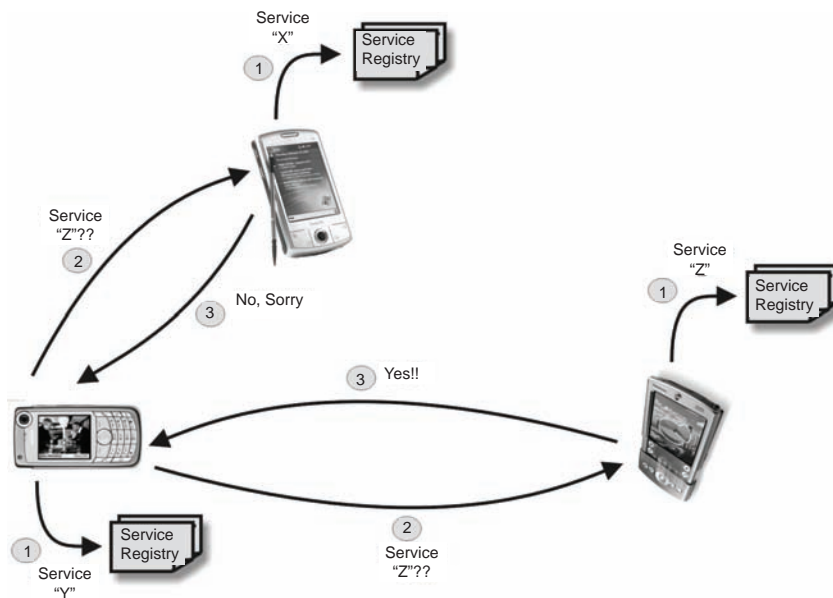 Service
“X”
1
Service
Registry
Service
“Z”??
2
3
No, Sorry
Service
“Z”
1
Service
Registry
3
Yes!!
1
Service
Registry
Service
“Y”
2
Service
“Z”??